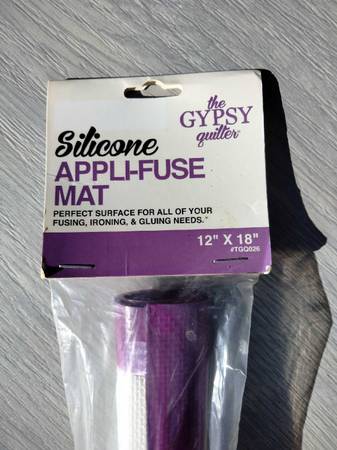 the
GYPSY
quilter
Silicone
APPLI-FUSE
MAT
PERFECT SURFACE FOR ALL OF YOUR
FUSING, IRONING, & GLUING NEEDS.
12" X 18"
#TGQ026